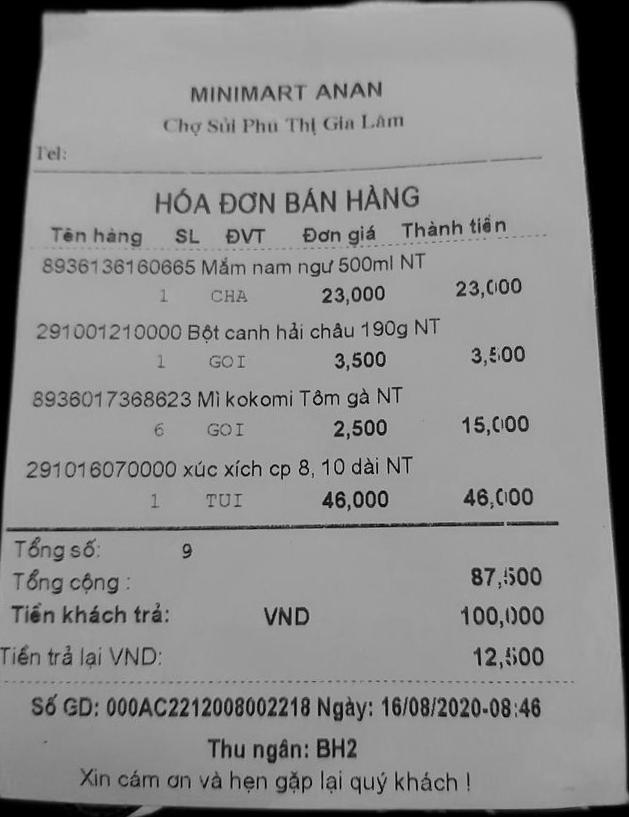 MINIMART ANAN
Chợ Sủi Phú Thị Gia Lâm
Tel:
HÓA ĐƠN BÁN HÀNG
Tên hàng SL ĐVT Đơn giá Thành tiền
8936136160665 Mắm nam ngư 500ml NT
1 CHA 23,000 23,000
291001210000 Bột canh hải châu 190g NT
1 GOI 3,500 3,500
8936017368623 Mì kokomi Tôm gà NT
6 GOI 2,500 15,000
291016070000 xúc xích cp 8, 10 dài NT
1 TUI 46,000 46,000
Tổng số: 9
Tổng cộng : 87,500
Tiền khách trả: VND 100,000
Tiền trả lại VND: 12,500
Số GD: 000AC2212008002218 Ngày: 16/08/2020-08:46
Thu ngân: BH2
Xin cám ơn và hẹn gặp lại quý khách !